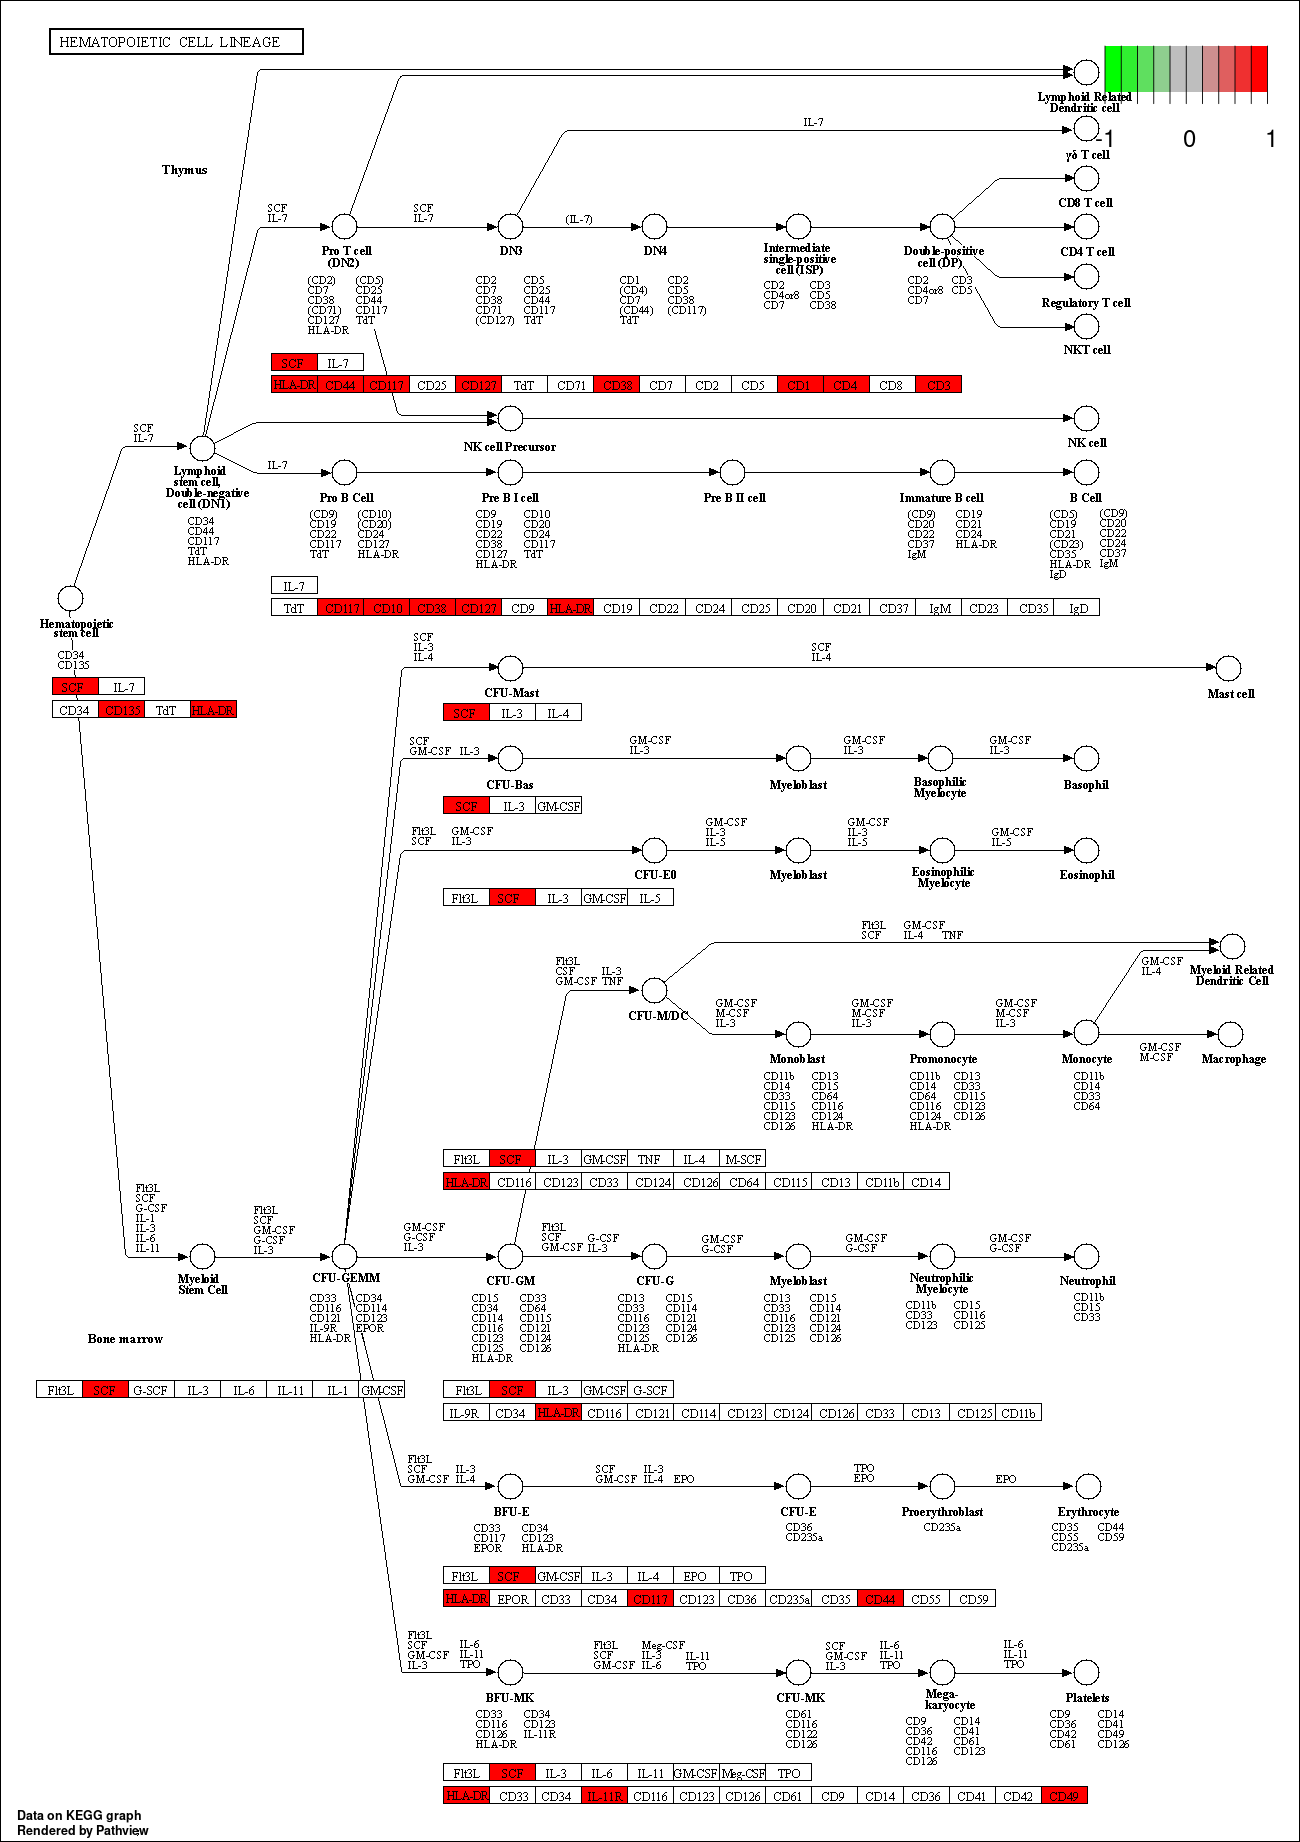 HEMATOPOIETIC CELL LINEAGE
-1 0 1
Lymphoid Related
Dendritic cell
IL-7
γδ T cell
Thymus
CD8 T cell
SCF
IL-7
SCF
IL-7
(IL-7)
Pro T cell
(DN2)
DN3
DN4
Intermediate
single-positive
cell (ISP)
Double-positive
cell (DP)
CD4 T cell
(CD2) (CD5)
CD7 CD25
CD38 CD44
(CD71) CD117
CD127 TdT
HLA-DR
CD2 CD5
CD7 CD25
CD38 CD44
CD71 CD117
(CD127) TdT
CD1 CD2
(CD4) CD5
CD7 CD38
(CD44) (CD117)
TdT
CD2 CD3
CD4or8 CD5
CD7 CD38
CD2 CD3
CD4or8 CD5
CD7
Regulatory T cell
NKT cell
SCF IL-7
HLA-DR CD44 CD117 CD25 CD127 TdT CD71 CD38 CD7 CD2 CD5 CD1 CD4 CD8 CD3
SCF
IL-7
NK cell Precursor
NK cell
IL-7
Lymphoid
stem cell,
Double-negative
cell (DN1)
CD34
CD44
CD117
TdT
HLA-DR
Pro B Cell
Pre B I cell
Pre B II cell
Immature B cell
B Cell
(CD9) (CD10)
CD19 (CD20)
CD22 CD24
CD117 CD127
TdT HLA-DR
CD9 CD10
CD19 CD20
CD22 CD24
CD38 CD117
CD127 TdT
HLA-DR
(CD9) CD19
CD20 CD21
CD22 CD24
CD37 HLA-DR
IgM
(CD5) (CD9)
CD19 CD20
CD21 CD22
(CD23) CD24
CD35 CD37
HLA-DR IgM
IgD
IL-7
TdT CD117 CD10 CD38 CD127 CD9 HLA-DR CD19 CD22 CD24 CD25 CD20 CD21 CD37 IgM CD23 CD35 IgD
Hematopoietic
stem cell
CD34
CD135
SCF IL-7
CD34 CD135 TdT HLA-DR
SCF
IL-3
IL-4
SCF
IL-4
CFU-Mast
Mast cell
SCF IL-3 IL-4
SCF
GM-CSF IL-3
GM-CSF
IL-3
GM-CSF
IL-3
GM-CSF
IL-3
CFU-Bas
Myeloblast
Basophilic
Myelocyte
Basophil
SCF IL-3 GM-CSF
Flt3L GM-CSF
SCF IL-3
GM-CSF
IL-3
IL-5
GM-CSF
IL-3
IL-5
GM-CSF
IL-5
CFU-E0
Myeloblast
Eosinophilic
Myelocyte
Eosinophil
Flt3L SCF IL-3 GM-CSF IL-5
Flt3L GM-CSF
SCF IL-4 TNF
Flt3L
CSF IL-3
GM-CSF TNF
GM-CSF
IL-4
Myeloid Related
Dendritic Cell
CFU-M/DC
GM-CSF
M-CSF
IL-3
GM-CSF
M-CSF
IL-3
GM-CSF
M-CSF
IL-3
GM-CSF
M-CSF
Monoblast
Promonocyte
Monocyte
Macrophage
CD11b CD13
CD14 CD15
CD33 CD64
CD115 CD116
CD123 CD124
CD126 HLA-DR
CD11b CD13
CD14 CD33
CD64 CD115
CD116 CD123
CD124 CD126
HLA-DR
CD11b
CD14
CD33
CD64
Flt3L SCF IL-3 GM-CSF TNF IL-4 M-SCF
HLA-DR CD116 CD123 CD33 CD124 CD126 CD64 CD115 CD13 CD11b CD14
Flt3L
SCF
G-CSF
IL-1
IL-3
IL-6
IL-11
Flt3L
SCF
GM-CSF
G-CSF
IL-3
GM-CSF
G-CSF
IL-3
Flt3L
SCF G-CSF
GM-CSF IL-3
GM-CSF
G-CSF
GM-CSF
G-CSF
GM-CSF
G-CSF
Myeloid
Stem Cell
CFU-GEMM
CFU-GM
CFU-G
Myeloblast
Neutrophilic
Myelocyte
Neutrophil
CD33 CD34
CD116 CD114
CD121 CD123
IL-9R EPOR
HLA-DR
CD15 CD33
CD34 CD64
CD114 CD115
CD116 CD121
CD123 CD124
CD125 CD126
HLA-DR
CD13 CD15
CD33 CD114
CD116 CD121
CD123 CD124
CD125 CD126
HLA-DR
CD13 CD15
CD33 CD114
CD116 CD121
CD123 CD124
CD125 CD126
CD11b CD15
CD33 CD116
CD123 CD125
CD11b
CD15
CD33
Bone marrow
Flt3L SCF G-SCF IL-3 IL-6 IL-11 IL-1 GM-CSF
Flt3L SCF IL-3 GM-CSF G-SCF
IL-9R CD34 HLA-DR CD116 CD121 CD114 CD123 CD124 CD126 CD33 CD13 CD125 CD11b
Flt3L
SCF IL-3
GM-CSF IL-4
SCF IL-3
GM-CSF IL-4 EPO
TPO
EPO
EPO
BFU-E
CFU-E
Proerythroblast
Erythrocyte
CD33 CD34
CD117 CD123
EPOR HLA-DR
CD36
CD235a
CD235a
CD35 CD44
CD55 CD59
CD235a
Flt3L SCF GM-CSF IL-3 IL-4 EPO TPO
HLA-DR EPOR CD33 CD34 CD117 CD123 CD36 CD235a CD35 CD44 CD55 CD59
Flt3L
SCF IL-6
GM-CSF IL-11
IL-3 TPO
Flt3L Meg-CSF
SCF IL-3 IL-11
GM-CSF IL-6 TPO
SCF IL-6
GM-CSF IL-11
IL-3 TPO
IL-6
IL-11
TPO
BFU-MK
CFU-MK
Mega-
karyocyte
Platelets
CD33 CD34
CD116 CD123
CD126 IL-11R
HLA-DR
CD61
CD116
CD122
CD126
CD9 CD14
CD36 CD41
CD42 CD61
CD116 CD123
CD126
CD9 CD14
CD36 CD41
CD42 CD49
CD61 CD126
Flt3L SCF IL-3 IL-6 IL-11 GM-CSF Meg-CSF TPO
HLA-DR CD33 CD34 IL-11R CD116 CD123 CD126 CD61 CD9 CD14 CD36 CD41 CD42 CD49
Data on KEGG graph
Rendered by Pathview